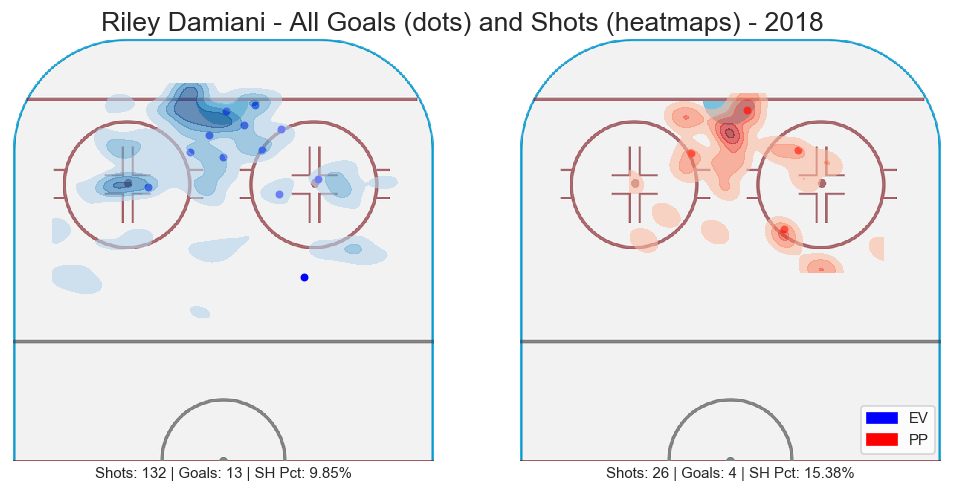 Riley Damiani - All Goals (dots) and Shots (heatmaps) - 2018
EV
PP
Shots: 132 | Goals: 13 | SH Pct: 9.85%
Shots: 26 | Goals: 4 | SH Pct: 15.38%